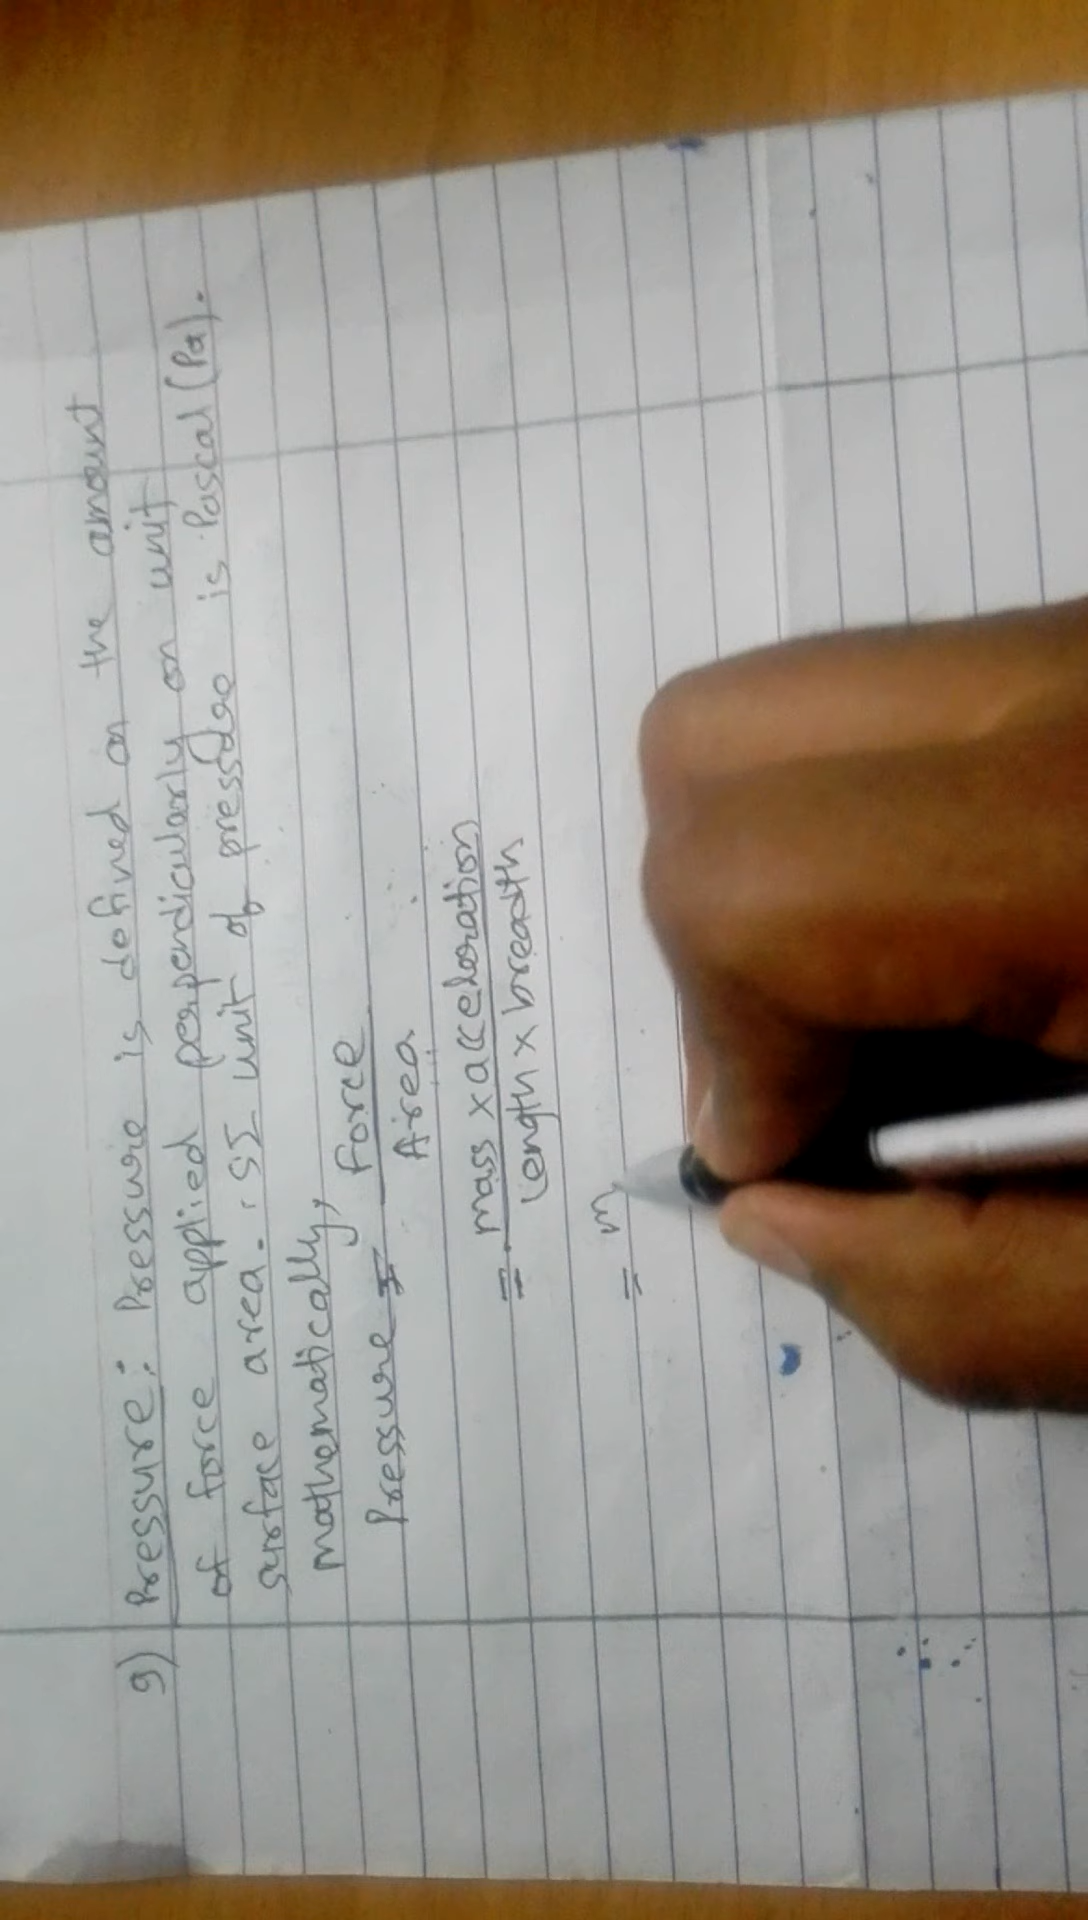 9) Pressure: Pressure is defined as the amount
of force applied perpendicularly on unit
surface area. SI unit of pressure is Pascal (Pa).
mathematically,
Pressure = Force
Area
= mass x acceleration
length x breadth
= m